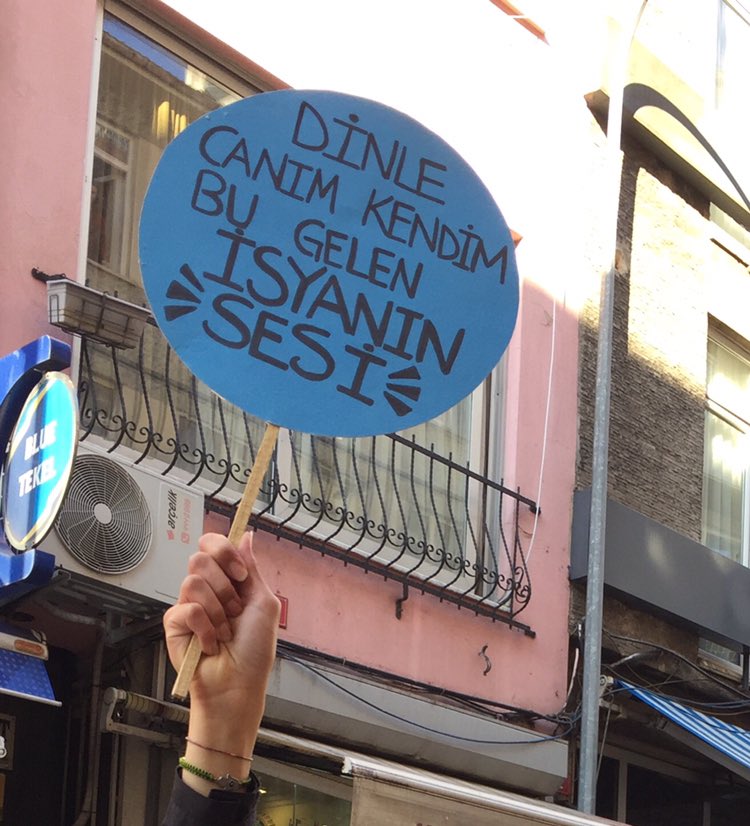 DİNLE
CANIM KENDİM
BU GELEN
İSYANIN
SESİ
BLUE
TEKEL
arçelik